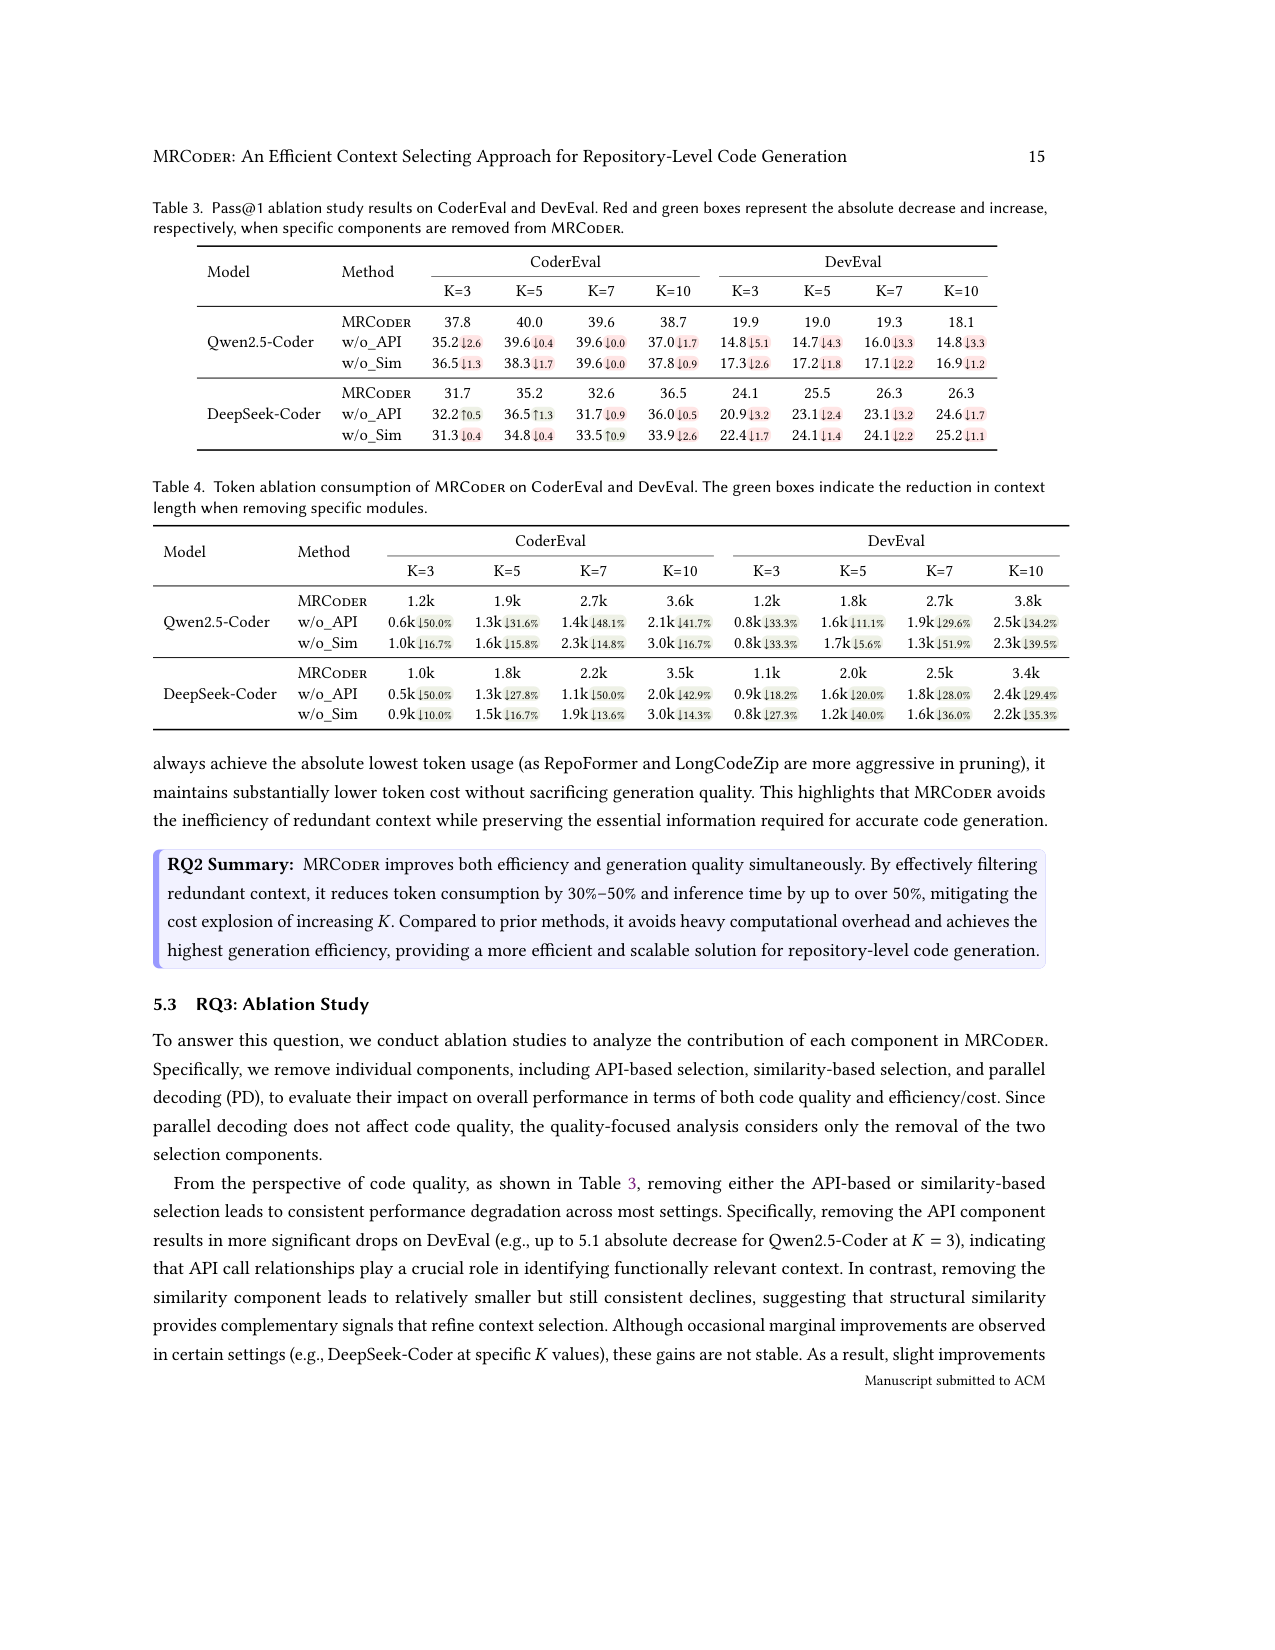 MRCODER: An Efficient Context Selecting Approach for Repository-Level Code Generation 15
Table 3. Pass@1 ablation study results on CoderEval and DevEval. Red and green boxes represent the absolute decrease and increase,
respectively, when specific components are removed from MRCODER.
Model Method CoderEval DevEval
K=3 K=5 K=7 K=10 K=3 K=5 K=7 K=10
MRCODER 37.8 40.0 39.6 38.7 19.9 19.0 19.3 18.1
Qwen2.5-Coder w/o_API 35.2 ↓2.6 39.6 ↓0.4 39.6 ↓0.0 37.0 ↓1.7 14.8 ↓5.1 14.7 ↓4.3 16.0 ↓3.3 14.8 ↓3.3
w/o_Sim 36.5 ↓1.3 38.3 ↓1.7 39.6 ↓0.0 37.8 ↓0.9 17.3 ↓2.6 17.2 ↓1.8 17.1 ↓2.2 16.9 ↓1.2
MRCODER 31.7 35.2 32.6 36.5 24.1 25.5 26.3 26.3
DeepSeek-Coder w/o_API 32.2 ↑0.5 36.5 ↑1.3 31.7 ↓0.9 36.0 ↓0.5 20.9 ↓3.2 23.1 ↓2.4 23.1 ↓3.2 24.6 ↓1.7
w/o_Sim 31.3 ↓0.4 34.8 ↓0.4 33.5 ↑0.9 33.9 ↓2.6 22.4 ↓1.7 24.1 ↓1.4 24.1 ↓2.2 25.2 ↓1.1
Table 4. Token ablation consumption of MRCODER on CoderEval and DevEval. The green boxes indicate the reduction in context
length when removing specific modules.
Model Method CoderEval DevEval
K=3 K=5 K=7 K=10 K=3 K=5 K=7 K=10
MRCODER 1.2k 1.9k 2.7k 3.6k 1.2k 1.8k 2.7k 3.8k
Qwen2.5-Coder w/o_API 0.6k ↓50.0% 1.3k ↓31.6% 1.4k ↓48.1% 2.1k ↓41.7% 0.8k ↓33.3% 1.6k ↓11.1% 1.9k ↓29.6% 2.5k ↓34.2%
w/o_Sim 1.0k ↓16.7% 1.6k ↓15.8% 2.3k ↓14.8% 3.0k ↓16.7% 0.8k ↓33.3% 1.7k ↓5.6% 1.3k ↓51.9% 2.3k ↓39.5%
MRCODER 1.0k 1.8k 2.2k 3.5k 1.1k 2.0k 2.5k 3.4k
DeepSeek-Coder w/o_API 0.5k ↓50.0% 1.3k ↓27.8% 1.1k ↓50.0% 2.0k ↓42.9% 0.9k ↓18.2% 1.6k ↓20.0% 1.8k ↓28.0% 2.4k ↓29.4%
w/o_Sim 0.9k ↓10.0% 1.5k ↓16.7% 1.9k ↓13.6% 3.0k ↓14.3% 0.8k ↓27.3% 1.2k ↓40.0% 1.6k ↓36.0% 2.2k ↓35.3%
always achieve the absolute lowest token usage (as RepoFormer and LongCodeZip are more aggressive in pruning), it
maintains substantially lower token cost without sacrificing generation quality. This highlights that MRCODER avoids
the inefficiency of redundant context while preserving the essential information required for accurate code generation.
RQ2 Summary: MRCODER improves both efficiency and generation quality simultaneously. By effectively filtering
redundant context, it reduces token consumption by 30%–50% and inference time by up to over 50%, mitigating the
cost explosion of increasing K. Compared to prior methods, it avoids heavy computational overhead and achieves the
highest generation efficiency, providing a more efficient and scalable solution for repository-level code generation.
5.3 RQ3: Ablation Study
To answer this question, we conduct ablation studies to analyze the contribution of each component in MRCODER.
Specifically, we remove individual components, including API-based selection, similarity-based selection, and parallel
decoding (PD), to evaluate their impact on overall performance in terms of both code quality and efficiency/cost. Since
parallel decoding does not affect code quality, the quality-focused analysis considers only the removal of the two
selection components.
From the perspective of code quality, as shown in Table 3, removing either the API-based or similarity-based
selection leads to consistent performance degradation across most settings. Specifically, removing the API component
results in more significant drops on DevEval (e.g., up to 5.1 absolute decrease for Qwen2.5-Coder at K = 3), indicating
that API call relationships play a crucial role in identifying functionally relevant context. In contrast, removing the
similarity component leads to relatively smaller but still consistent declines, suggesting that structural similarity
provides complementary signals that refine context selection. Although occasional marginal improvements are observed
in certain settings (e.g., DeepSeek-Coder at specific K values), these gains are not stable. As a result, slight improvements
Manuscript submitted to ACM